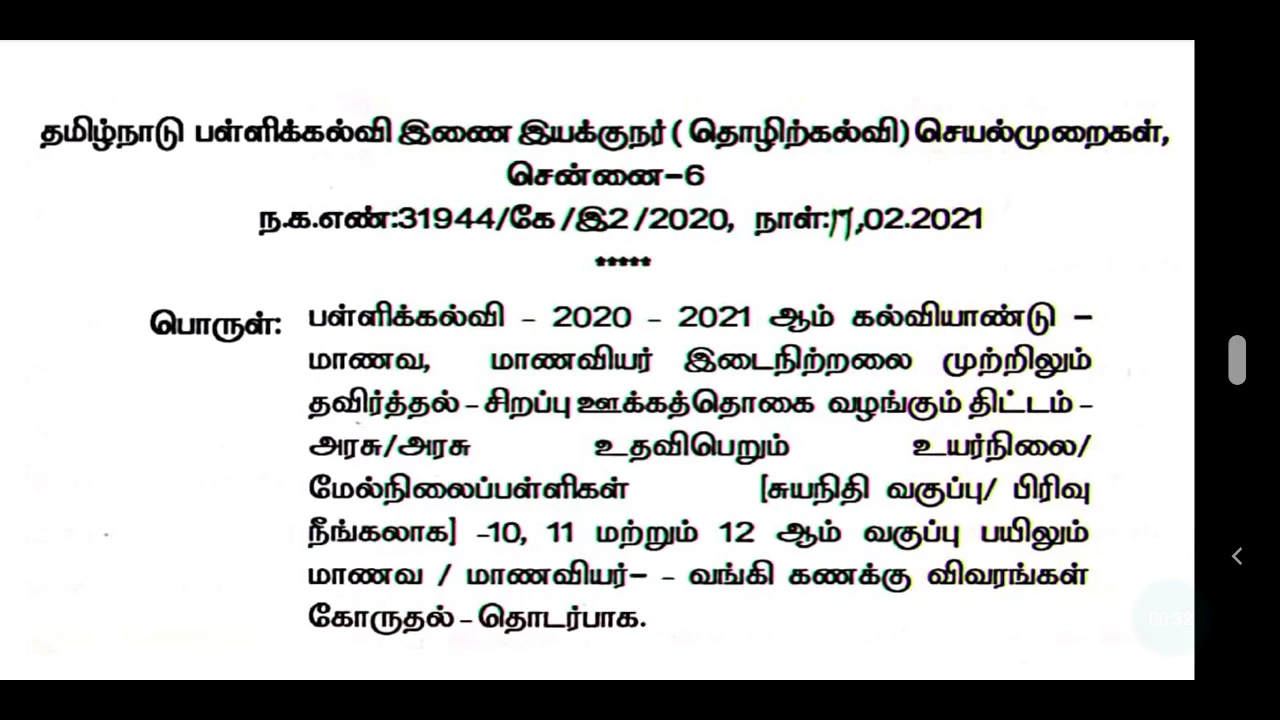 தமிழ்நாடு பள்ளிக்கல்வி இணை இயக்குநர் ( தொழிற்கல்வி) செயல்முறைகள்,
சென்னை-6
ந.க.எண்:31944/கே /இ2 /2020, நாள்: ,02.2021
*****
பொருள்: பள்ளிக்கல்வி – 2020 – 2021 ஆம் கல்வியாண்டு –
மாணவ, மாணவியர் இடைநிற்றலை முற்றிலும்
தவிர்த்தல் – சிறப்பு ஊக்கத்தொகை வழங்கும் திட்டம் –
அரசு/அரசு உதவிபெறும் உயர்நிலை/
மேல்நிலைப்பள்ளிகள் [சுயநிதி வகுப்பு/ பிரிவு
நீங்கலாக] –10, 11 மற்றும் 12 ஆம் வகுப்பு பயிலும்
மாணவ / மாணவியர்– – வங்கி கணக்கு விவரங்கள்
கோருதல் – தொடர்பாக.
00:32